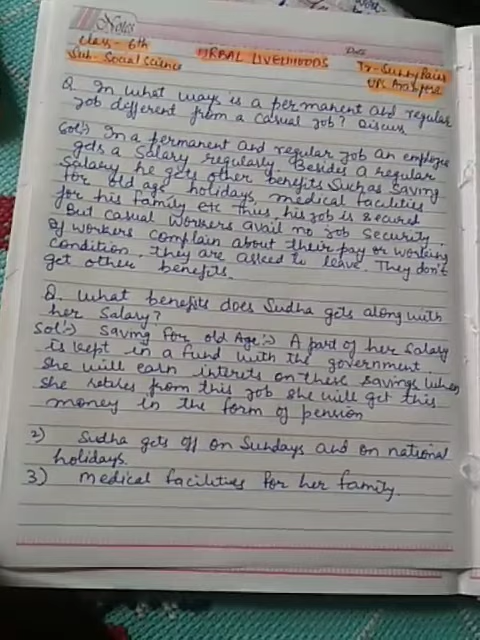 Notes
Date
Class - 6th
Sub - Social Science
URBAL LIVELIHOODS
Tr - Sunny
UPS
Q. In what ways is a permanent and regular
job different from a casual job? Discuss
Sol:) In a permanent and regular job an employee
gets a salary regularly Besides a regular
salary, he gets other benefits such as saving
for old age, holidays, medical facilities
for his family etc Thus, his job is secured
But casual workers avail no job security.
If workers complain about their pay or working
condition, they are asked to leave. They don't
get other benefits.
Q. What benefits does Sudha gets along with
her salary?
Sol:) Saving for old Age:) A part of her salary
is kept in a fund with the government.
She will earn interets on these savings when
she retires from this job she will get this
money in the form of pension
2) Sudha gets off on Sundays and on national
holidays.
3) Medical facilities for her family.